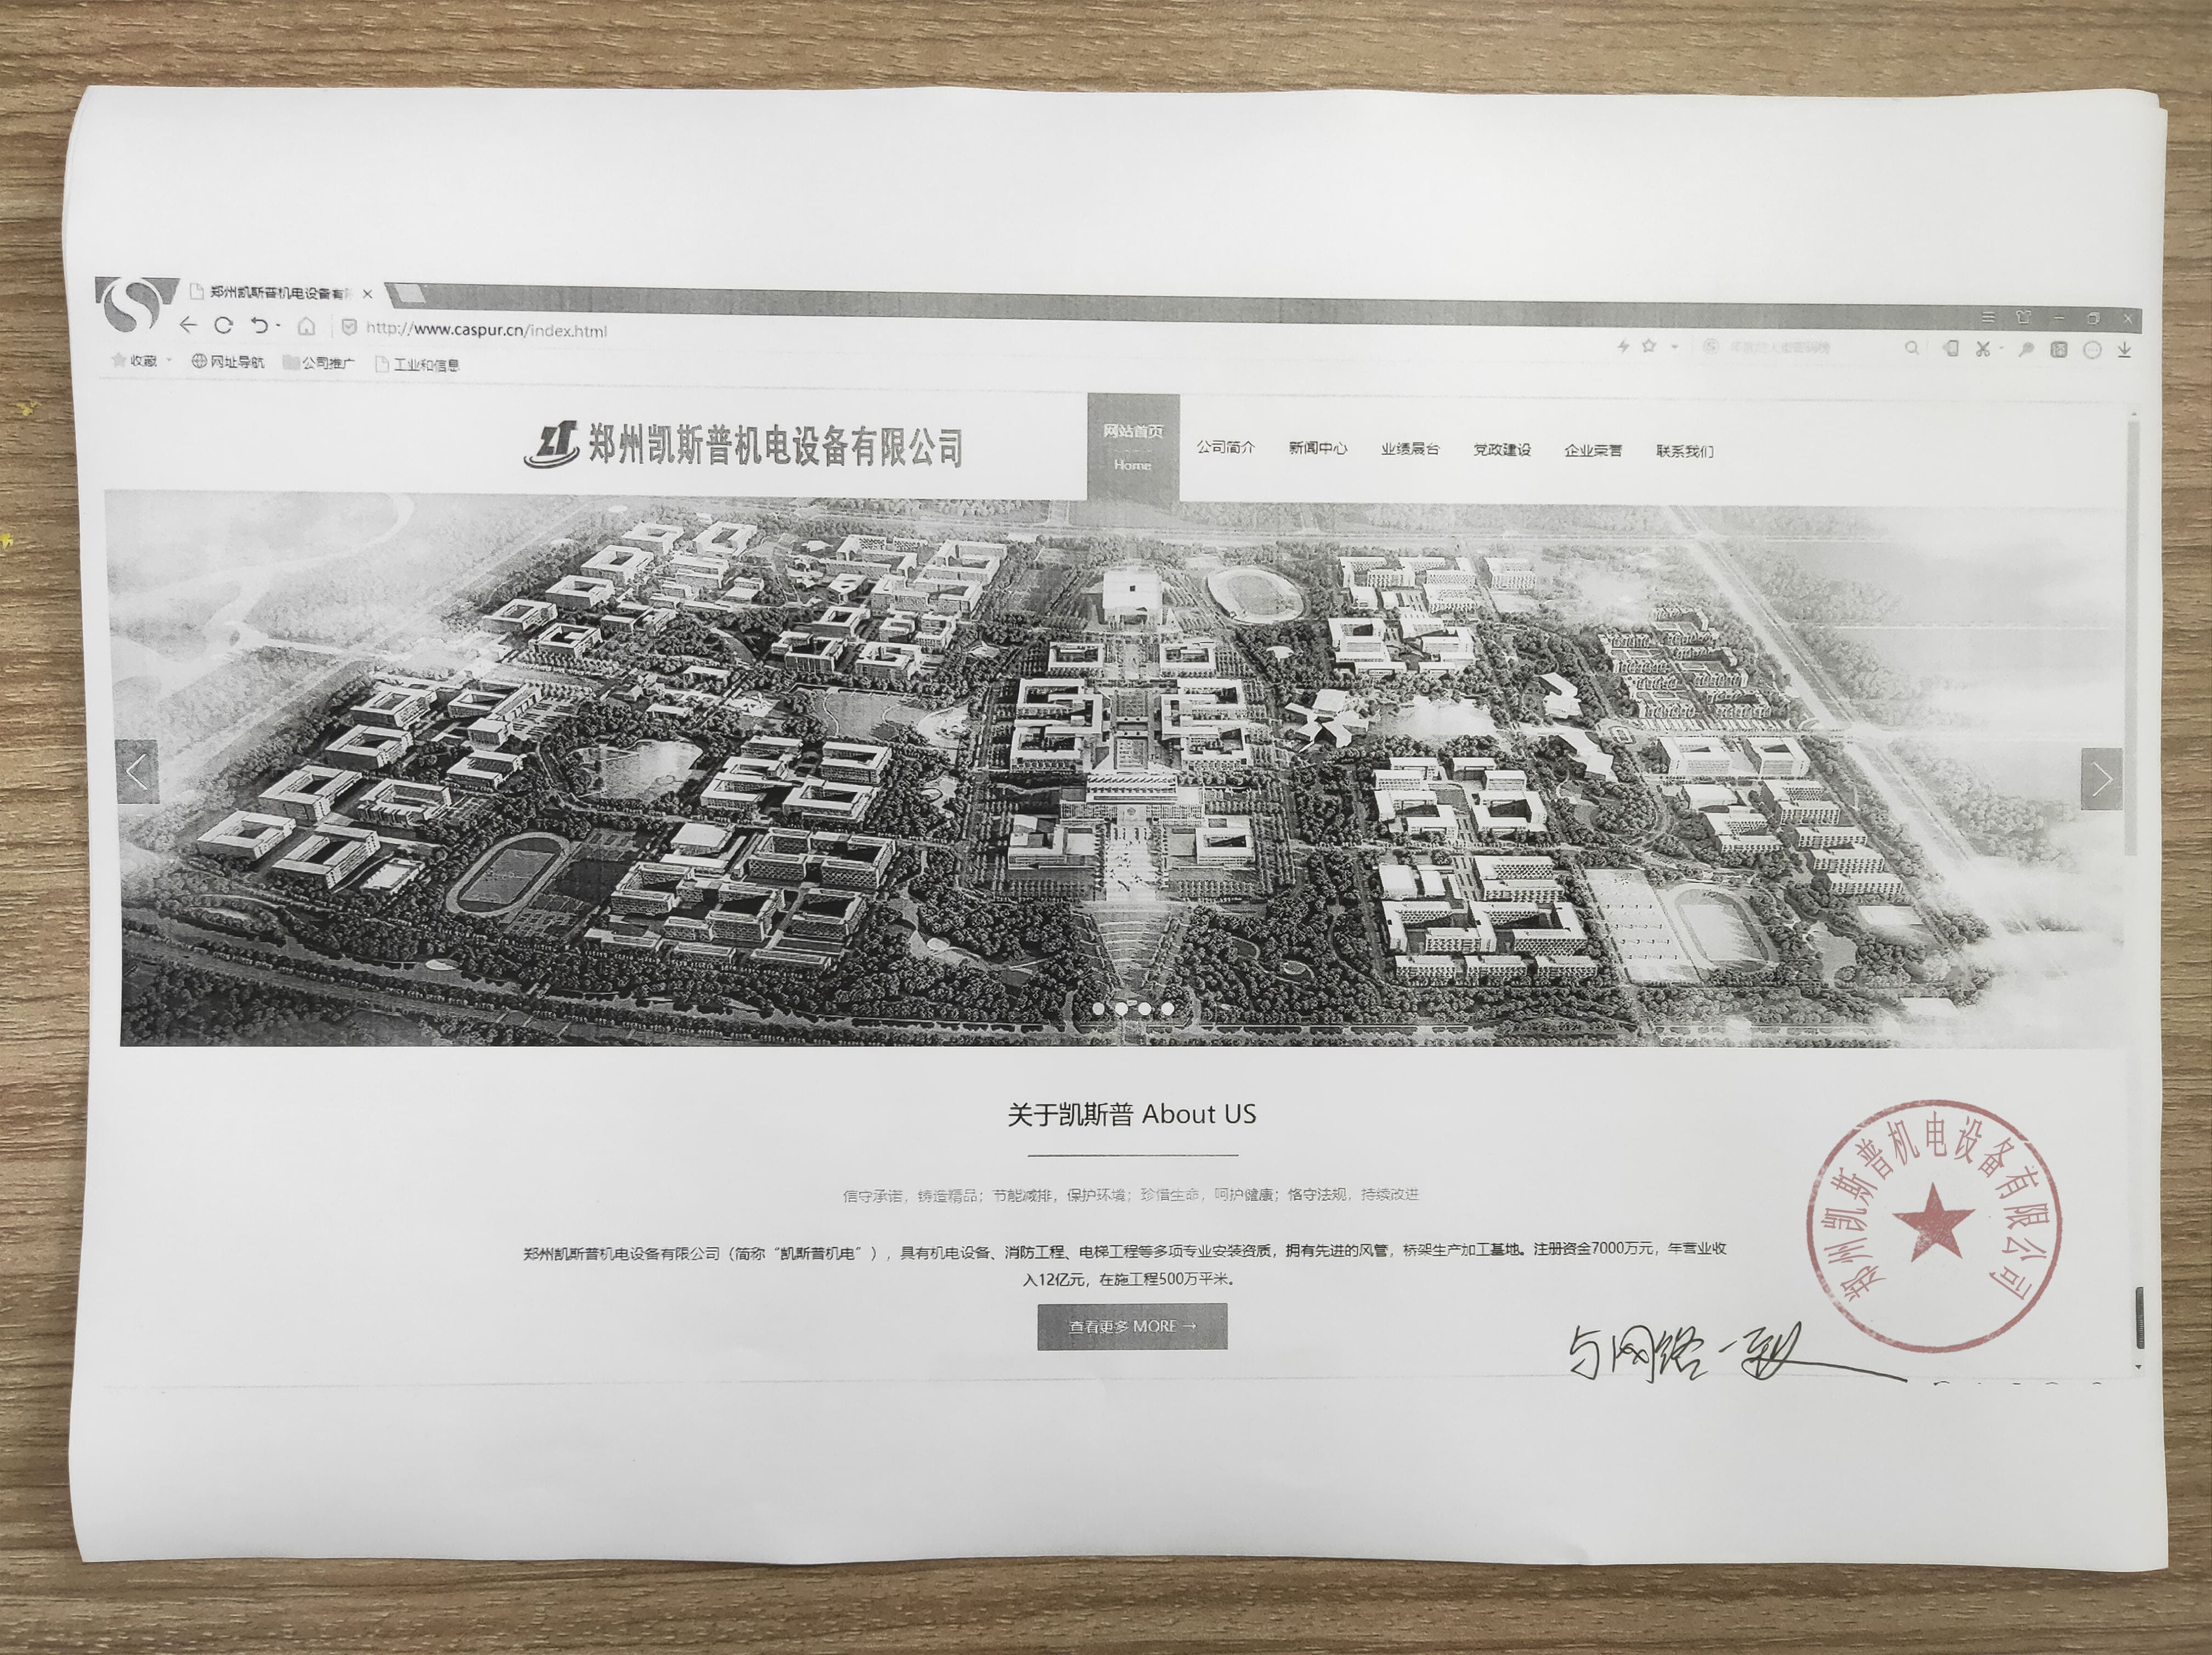 郑州凯斯普机电设备有
http://www.caspur.cn/index.html
收藏 网址导航 公司推广 工业和信息
郑州凯斯普机电设备有限公司
网站首页 公司简介 新闻中心 业绩展台 党政建设 企业荣誉 联系我们
Home
关于凯斯普 About US
信守承诺，铸造精品；节能减排，保护环境；珍惜生命，呵护健康；恪守法规，持续改进
郑州凯斯普机电设备有限公司（简称“凯斯普机电”），具有机电设备、消防工程、电梯工程等多项专业安装资质，拥有先进的风管，桥架生产加工基地。注册资金7000万元，年营业收
入12亿元，在施工程500万平米。
查看更多 MORE →
郑州凯斯普机电设备有限公司
与网络一致